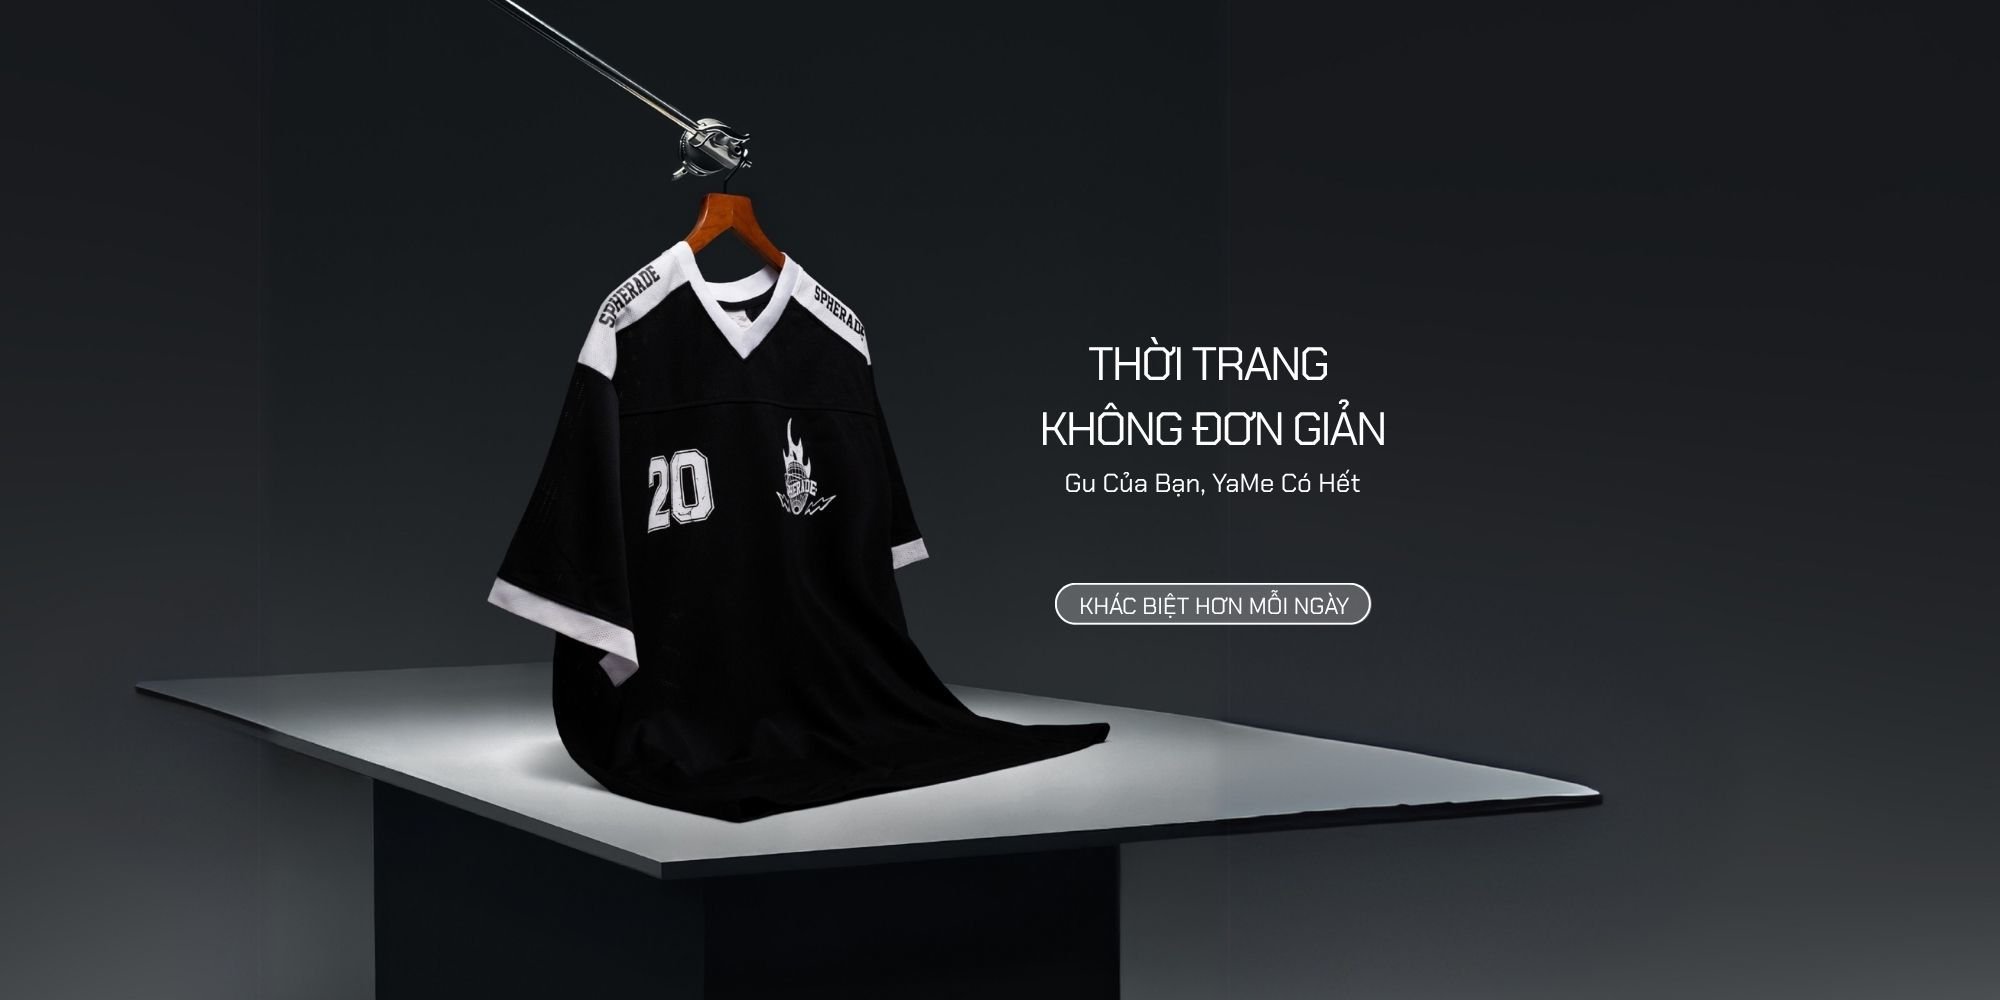 SPHERADE
SPHERADE
20
THỜI TRANG
KHÔNG ĐƠN GIẢN
Gu Của Bạn, YaMe Có Hết
KHÁC BIỆT HƠN MỖI NGÀY